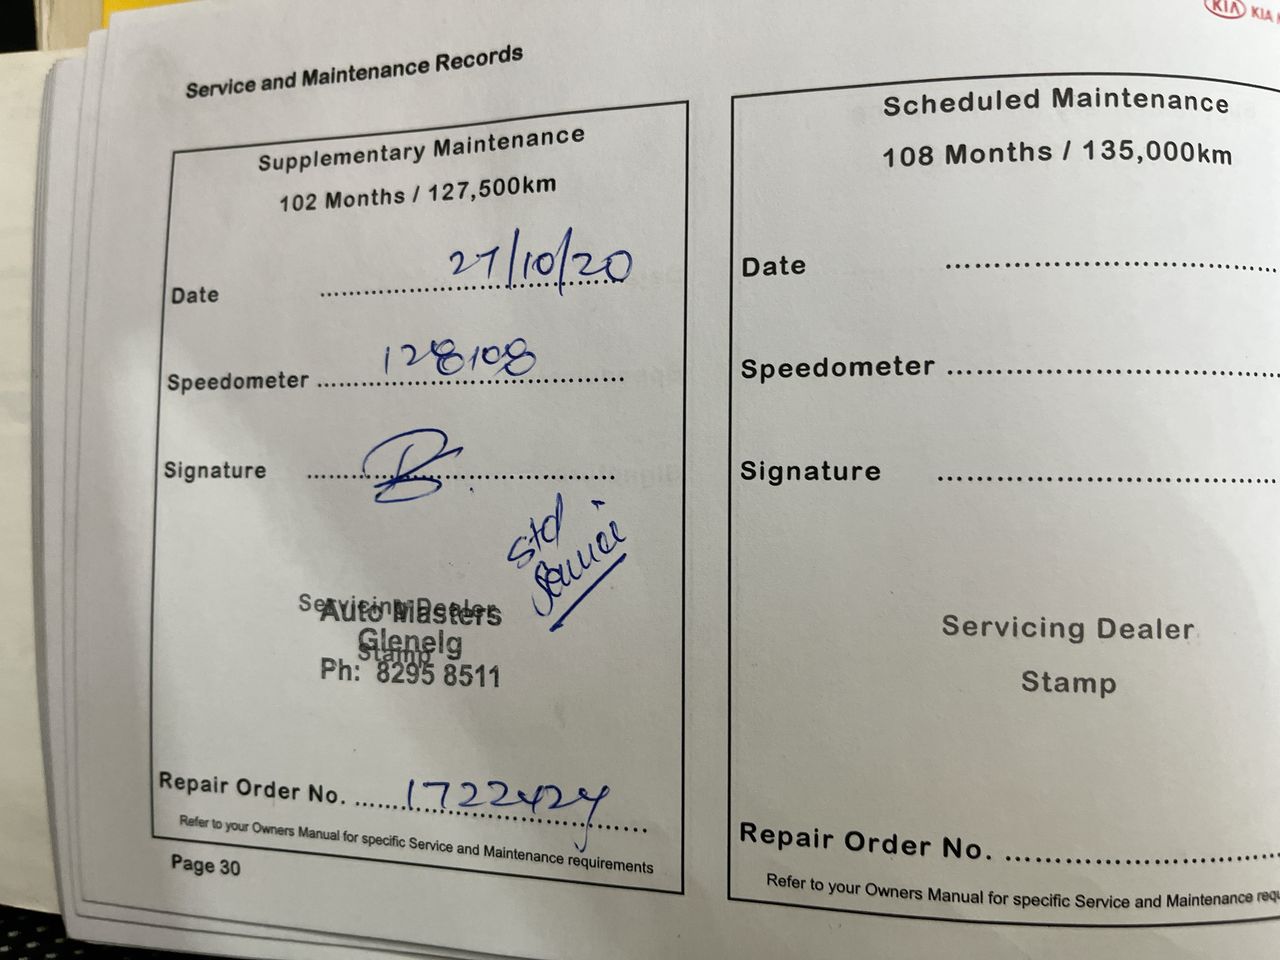 KIA KIA
Service and Maintenance Records
Supplementary Maintenance
102 Months / 127,500km
Date 27/10/20
Speedometer 128108
Signature
Std
Service
Servicing Dealer
Auto Masters
Glenelg
Stamp
Ph: 8295 8511
Repair Order No. 1722424
Refer to your Owners Manual for specific Service and Maintenance requirements
Page 30
Scheduled Maintenance
108 Months / 135,000km
Date
Speedometer
Signature
Servicing Dealer
Stamp
Repair Order No.
Refer to your Owners Manual for specific Service and Maintenance requ